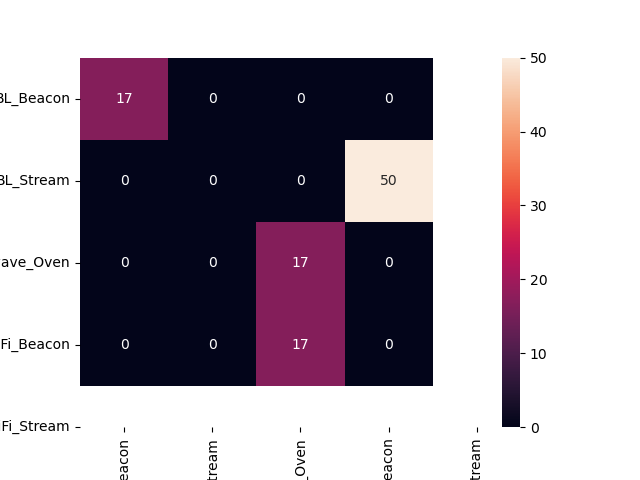 BL_Beacon
17 0 0 0
BL_Stream
0 0 0 50
ave_Oven
0 0 17 0
Fi_Beacon
0 0 17 0
Fi_Stream
eacon
tream
_Oven
eacon
tream
50
40
30
20
10
0